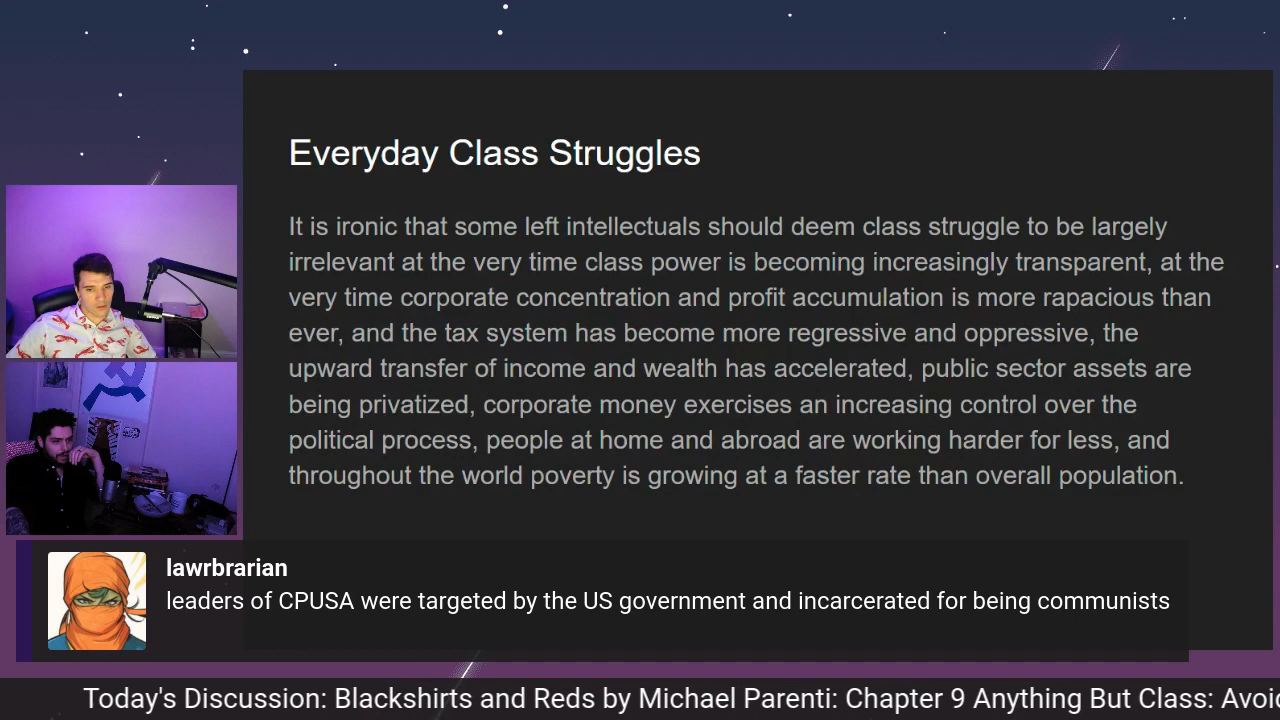 Everyday Class Struggles
It is ironic that some left intellectuals should deem class struggle to be largely
irrelevant at the very time class power is becoming increasingly transparent, at the
very time corporate concentration and profit accumulation is more rapacious than
ever, and the tax system has become more regressive and oppressive, the
upward transfer of income and wealth has accelerated, public sector assets are
being privatized, corporate money exercises an increasing control over the
political process, people at home and abroad are working harder for less, and
throughout the world poverty is growing at a faster rate than overall population.
lawrbrarian
leaders of CPUSA were targeted by the US government and incarcerated for being communists
Today's Discussion: Blackshirts and Reds by Michael Parenti: Chapter 9 Anything But Class: Avoid